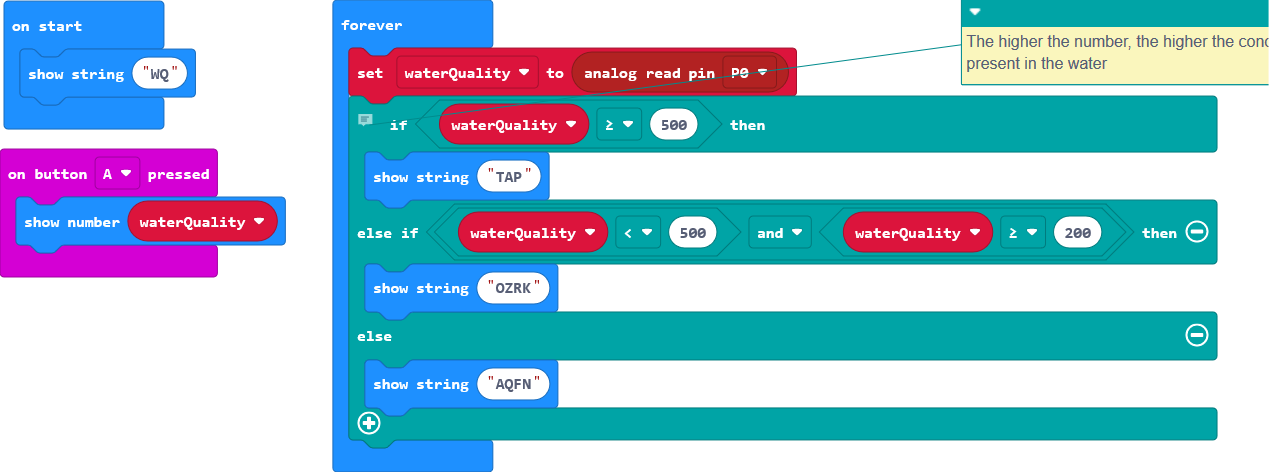 on start
show string "WQ"
on button A pressed
show number waterQuality
forever
set waterQuality to analog read pin P0
if waterQuality ≥ 500 then
show string "TAP"
else if waterQuality < 500 and waterQuality ≥ 200 then
show string "OZRK"
else
show string "AQFN"
The higher the number, the higher the
present in the water